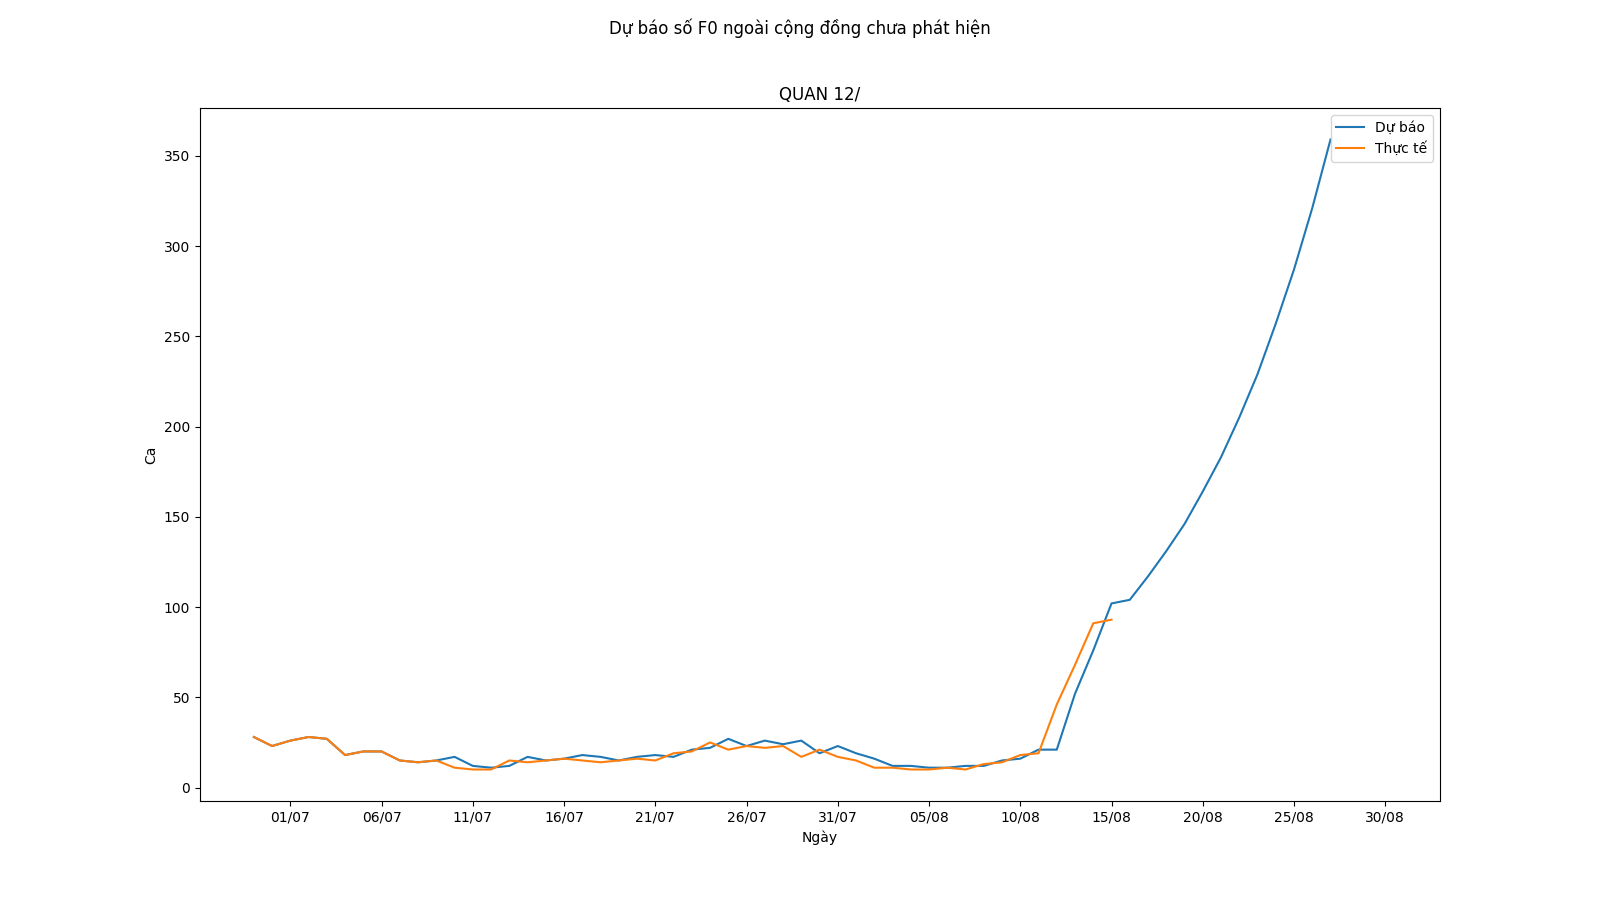 Dự báo số F0 ngoài cộng đồng chưa phát hiện
QUAN 12/
Dự báo
Thực tế
350
300
250
200
150
100
50
0
Ca
01/07 06/07 11/07 16/07 21/07 26/07 31/07 05/08 10/08 15/08 20/08 25/08 30/08
Ngày